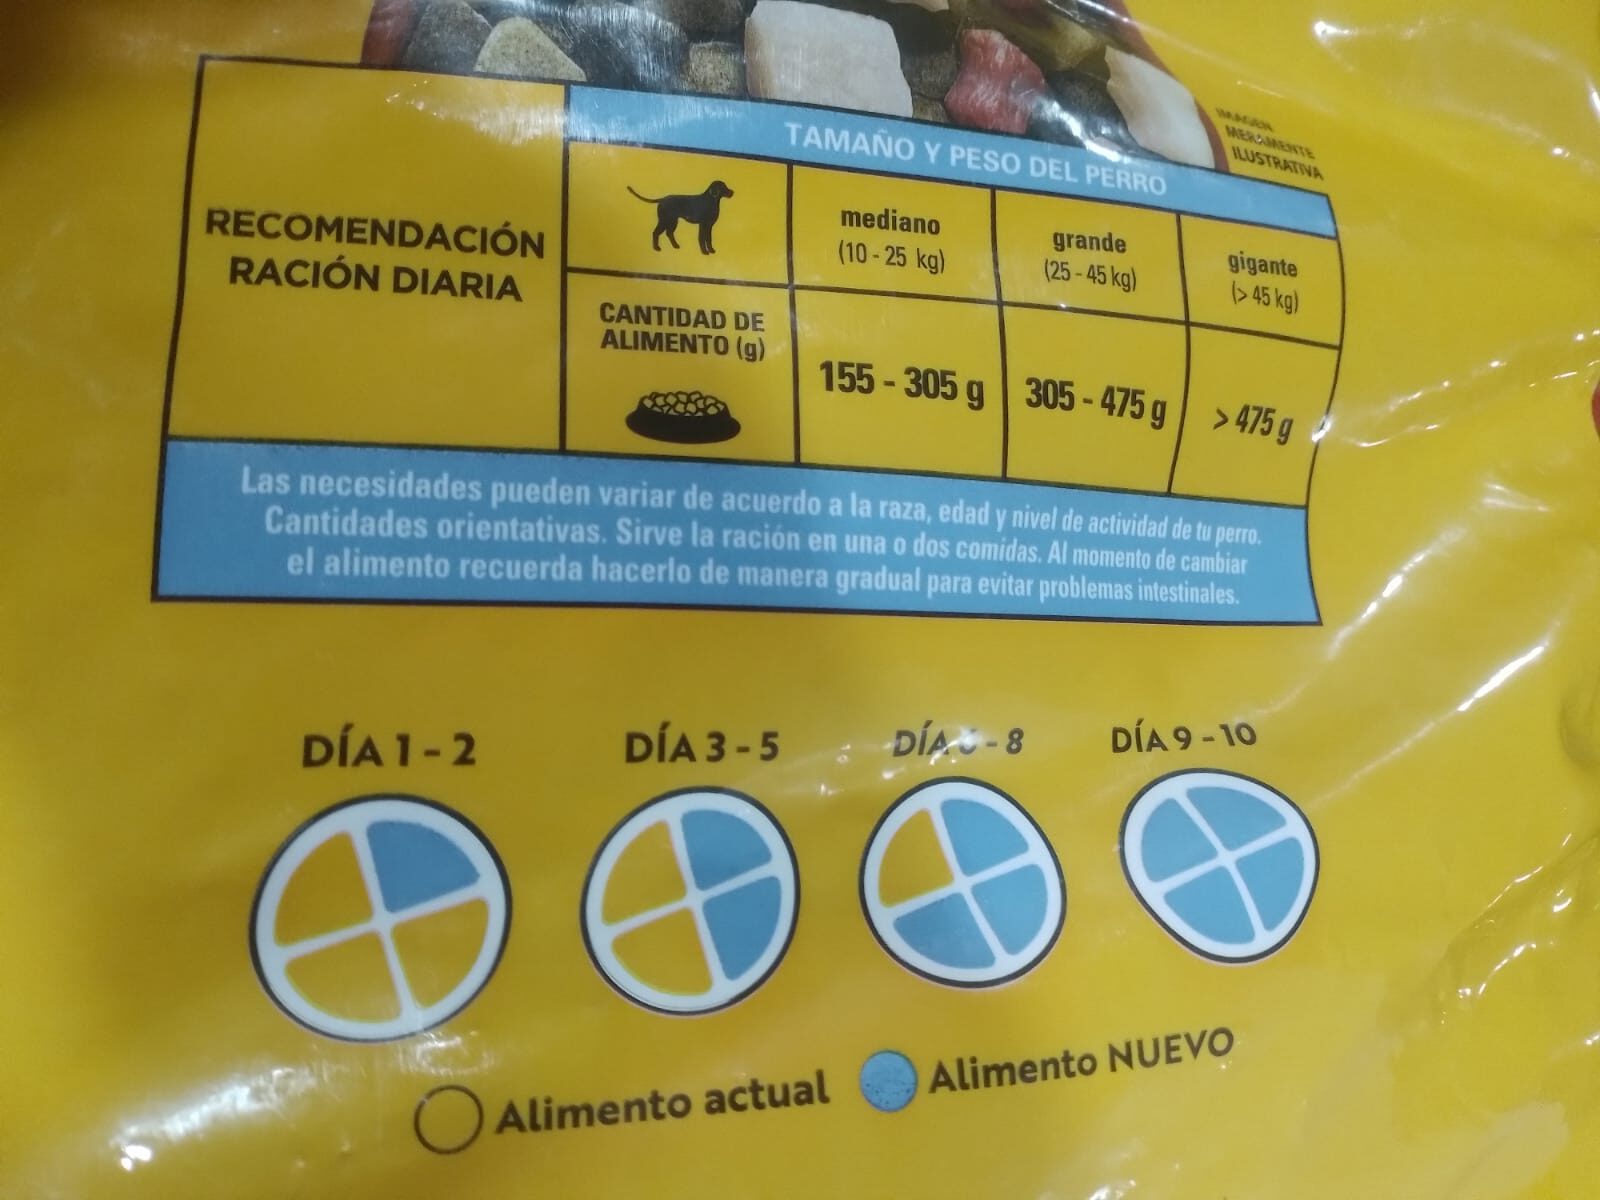 IMAGEN
MERAMENTE
ILUSTRATIVA
TAMAÑO Y PESO DEL PERRO
RECOMENDACIÓN
RACIÓN DIARIA
mediano
(10 - 25 kg)
grande
(25 - 45 kg)
gigante
(> 45 kg)
CANTIDAD DE
ALIMENTO (g)
155 - 305 g
305 - 475 g
> 475 g
Las necesidades pueden variar de acuerdo a la raza, edad y nivel de actividad de tu perro.
Cantidades orientativas. Sirve la ración en una o dos comidas. Al momento de cambiar
el alimento recuerda hacerlo de manera gradual para evitar problemas intestinales.
DÍA 1 - 2
DÍA 3 - 5
DÍA 6 - 8
DÍA 9 - 10
Alimento actual
Alimento NUEVO